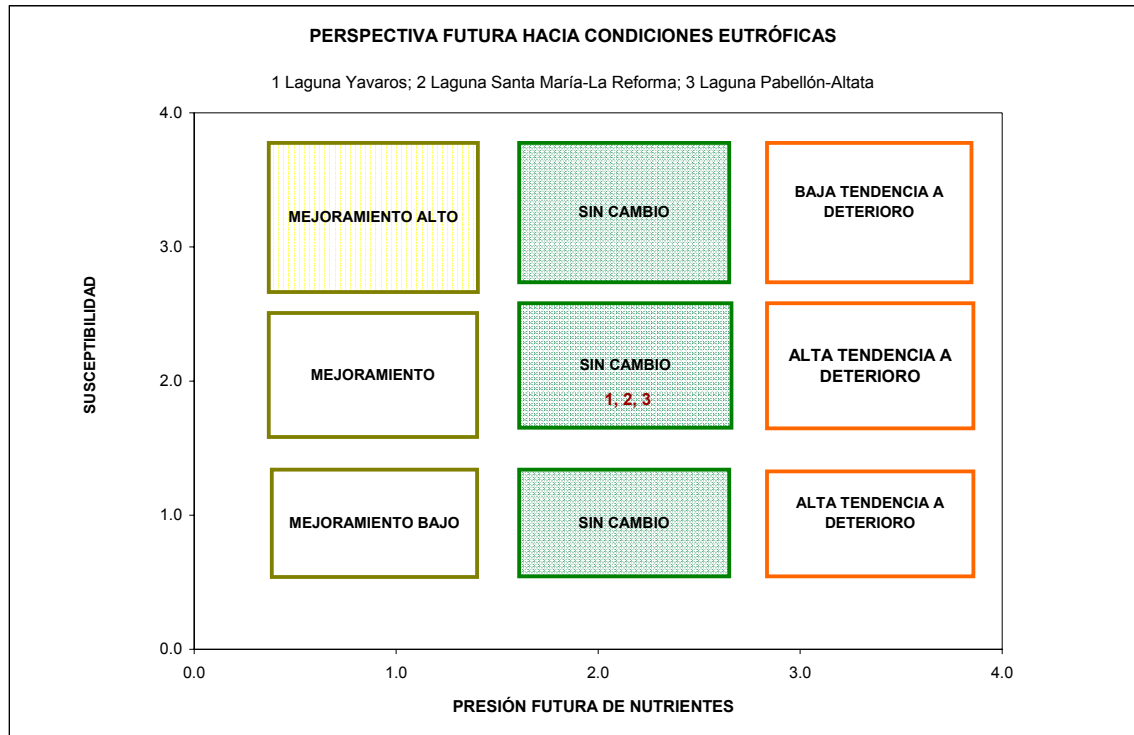 PERSPECTIVA FUTURA HACIA CONDICIONES EUTRÓFICAS
1 Laguna Yavaros; 2 Laguna Santa María-La Reforma; 3 Laguna Pabellón-Altata
4.0
3.0
2.0
1.0
0.0
SUSCEPTIBILIDAD
MEJORAMIENTO ALTO
SIN CAMBIO
BAJA TENDENCIA A
DETERIORO
MEJORAMIENTO
SIN CAMBIO
1, 2, 3
ALTA TENDENCIA A
DETERIORO
MEJORAMIENTO BAJO
SIN CAMBIO
ALTA TENDENCIA A
DETERIORO
0.0
1.0
2.0
3.0
4.0
PRESIÓN FUTURA DE NUTRIENTES